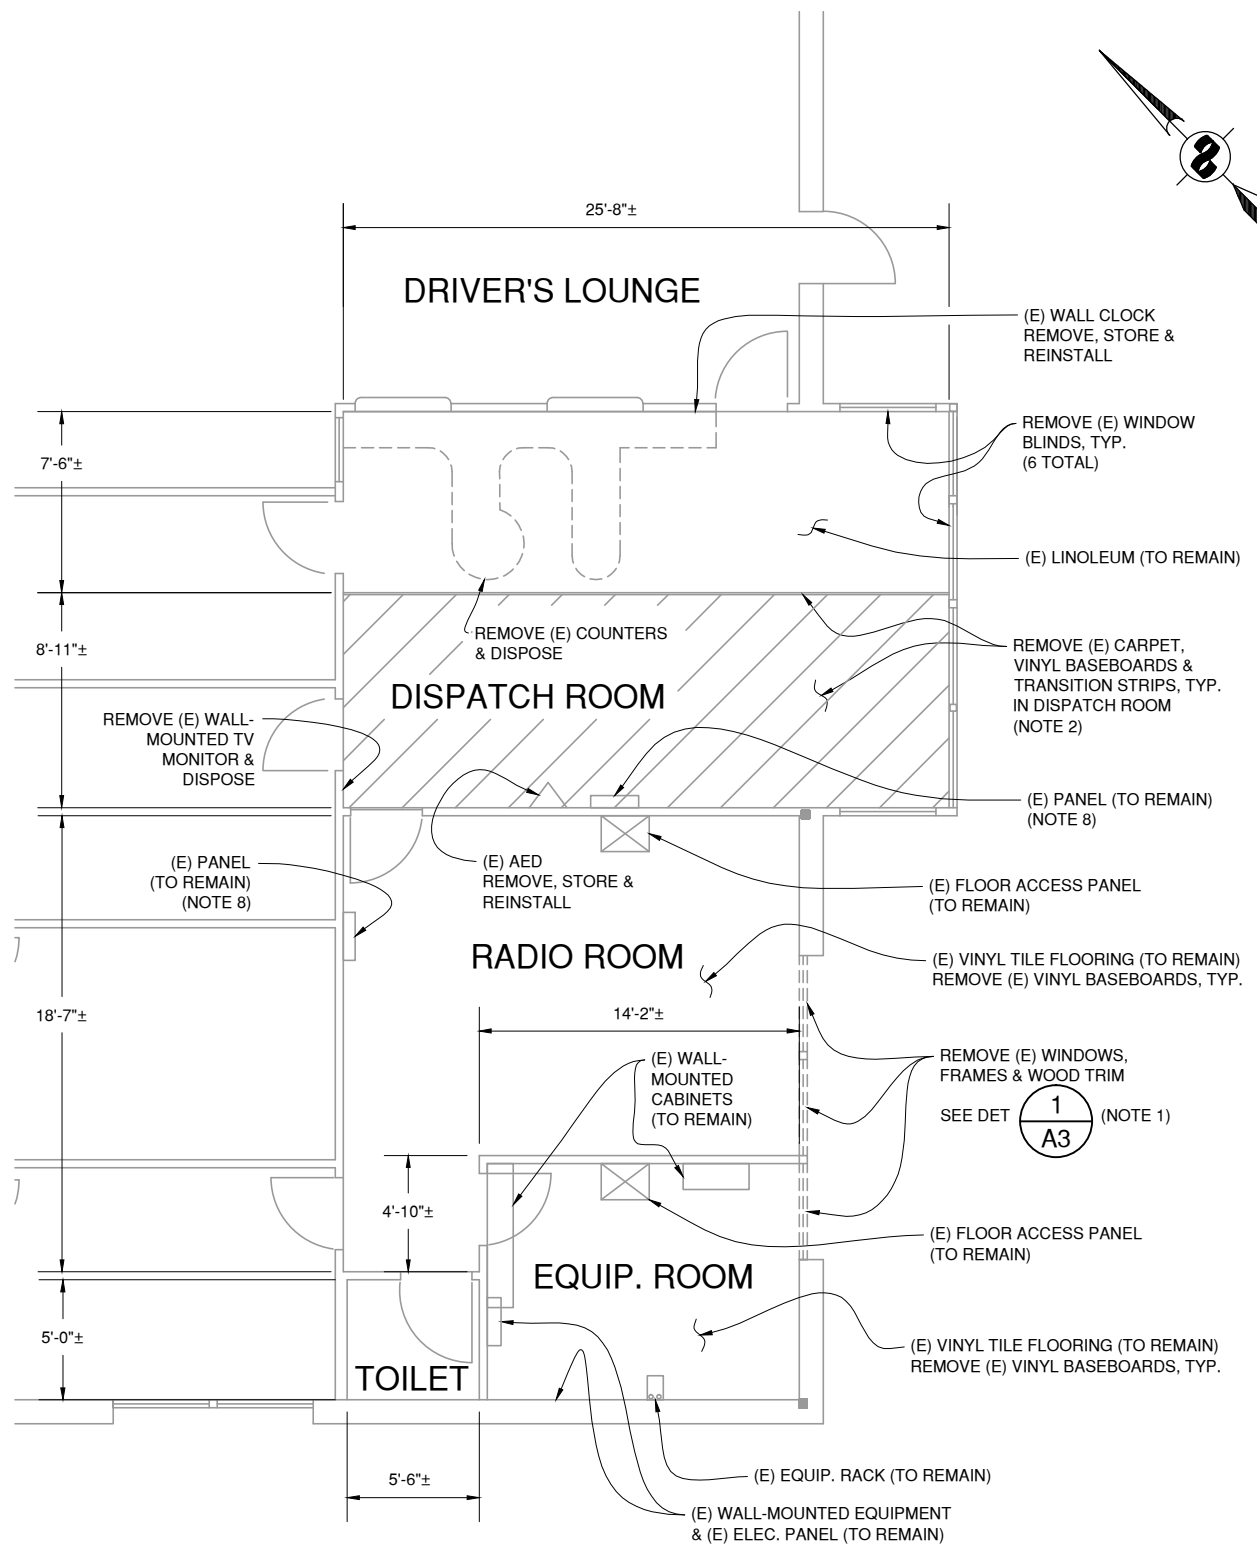 25'-8"±
DRIVER'S LOUNGE
(E) WALL CLOCK
REMOVE, STORE &
REINSTALL
REMOVE (E) WINDOW
BLINDS, TYP.
(6 TOTAL)
7'-6"±
(E) LINOLEUM (TO REMAIN)
8'-11"±
REMOVE (E) COUNTERS
& DISPOSE
REMOVE (E) CARPET,
VINYL BASEBOARDS &
TRANSITION STRIPS, TYP.
IN DISPATCH ROOM
(NOTE 2)
DISPATCH ROOM
REMOVE (E) WALL-
MOUNTED TV
MONITOR &
DISPOSE
(E) PANEL (TO REMAIN)
(NOTE 8)
(E) PANEL
(TO REMAIN)
(NOTE 8)
(E) AED
REMOVE, STORE &
REINSTALL
(E) FLOOR ACCESS PANEL
(TO REMAIN)
RADIO ROOM
(E) VINYL TILE FLOORING (TO REMAIN)
REMOVE (E) VINYL BASEBOARDS, TYP.
18'-7"±
14'-2"±
(E) WALL-
MOUNTED
CABINETS
(TO REMAIN)
REMOVE (E) WINDOWS,
FRAMES & WOOD TRIM
SEE DET 1 (NOTE 1)
A3
4'-10"±
(E) FLOOR ACCESS PANEL
(TO REMAIN)
EQUIP. ROOM
5'-0"±
(E) VINYL TILE FLOORING (TO REMAIN)
REMOVE (E) VINYL BASEBOARDS, TYP.
TOILET
5'-6"±
(E) EQUIP. RACK (TO REMAIN)
(E) WALL-MOUNTED EQUIPMENT
& (E) ELEC. PANEL (TO REMAIN)